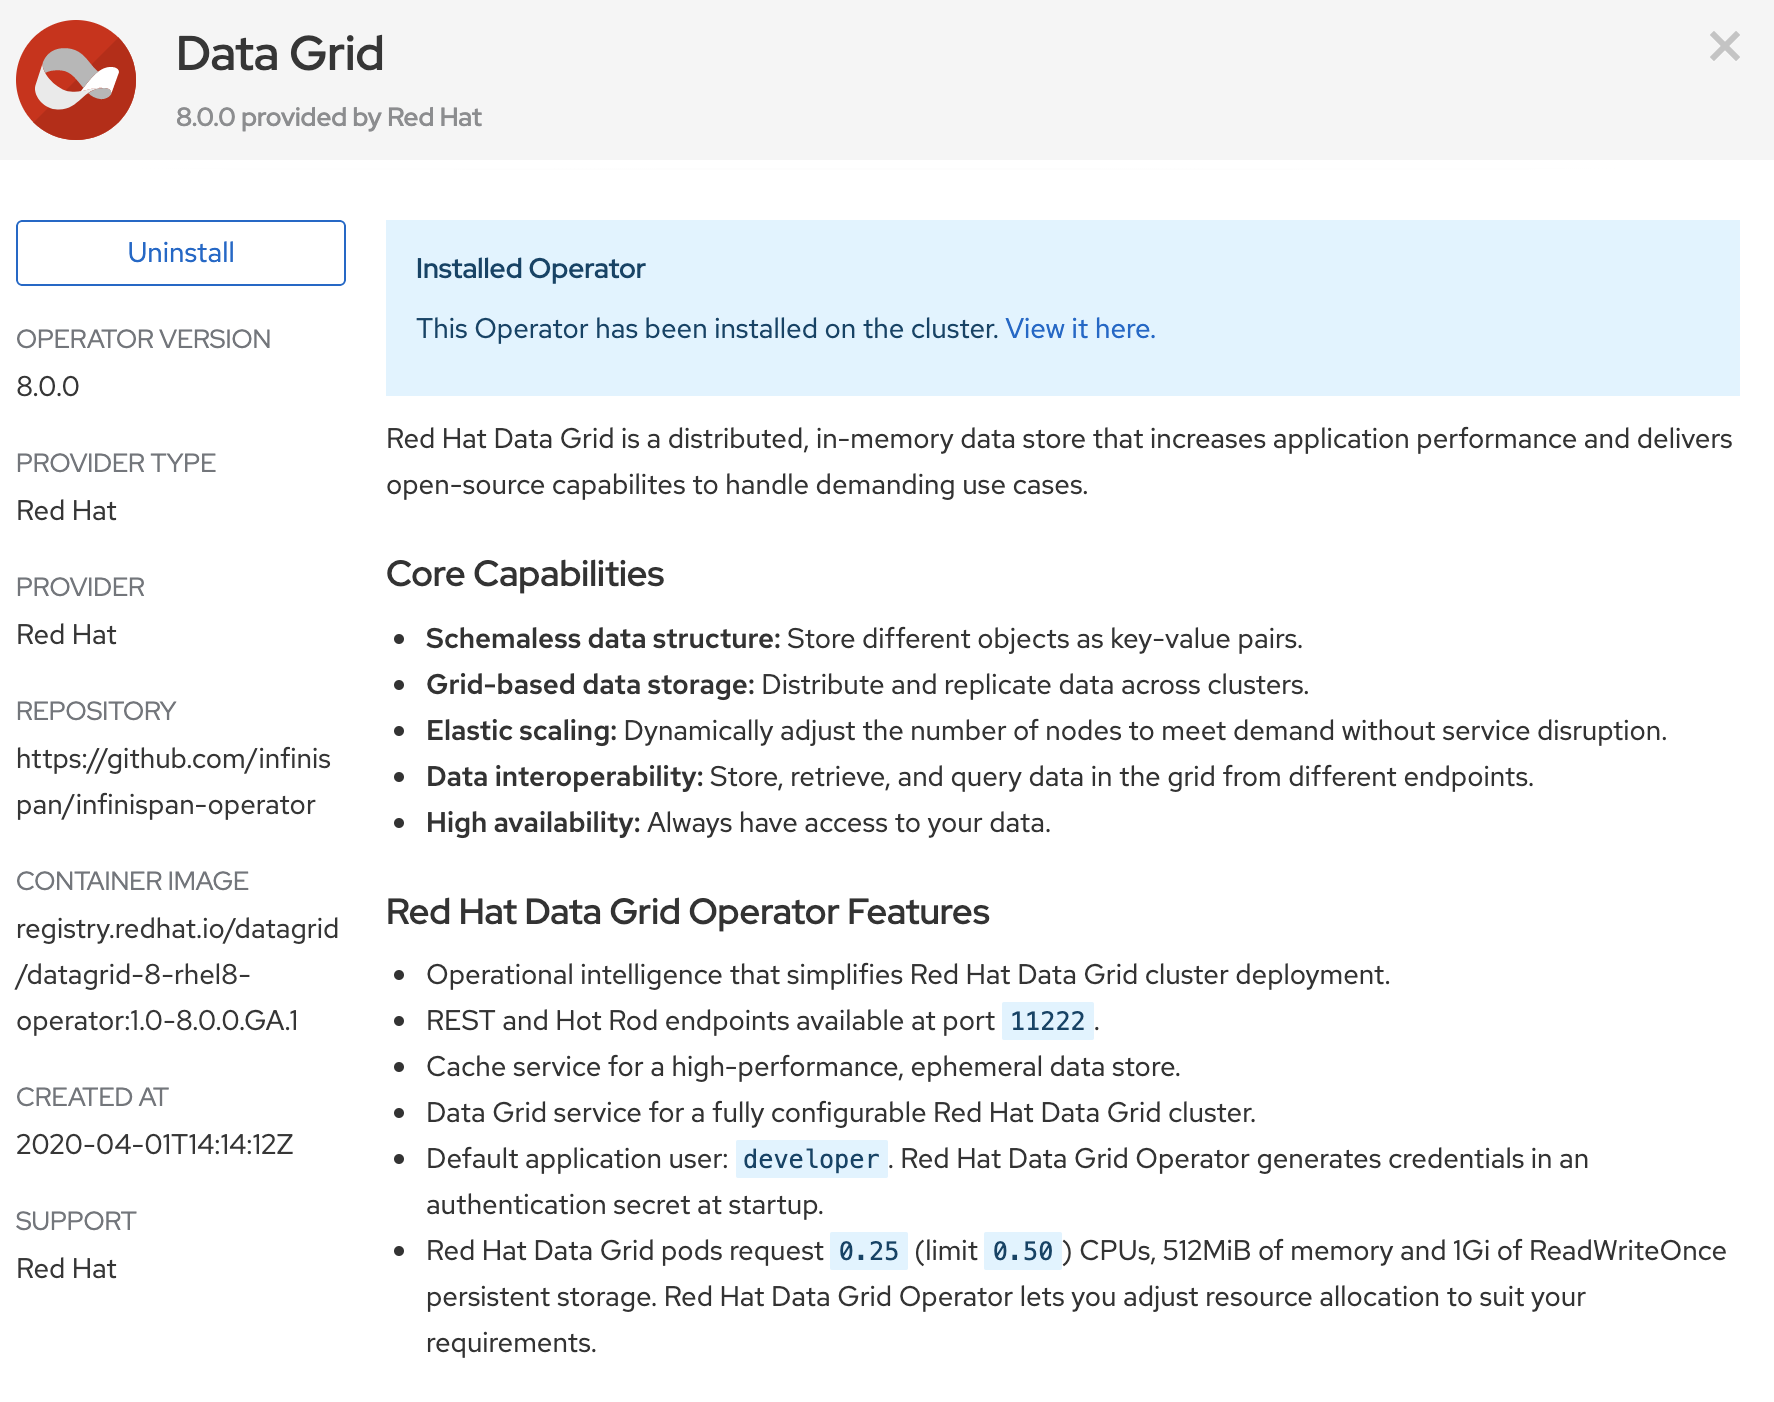 Data Grid
8.0.0 provided by Red Hat
Uninstall
OPERATOR VERSION
8.0.0
PROVIDER TYPE
Red Hat
PROVIDER
Red Hat
REPOSITORY
https://github.com/infinis
pan/infinispan-operator
CONTAINER IMAGE
registry.redhat.io/datagrid
/datagrid-8-rhel8-
operator:1.0-8.0.0.GA.1
CREATED AT
2020-04-01T14:14:12Z
SUPPORT
Red Hat
Installed Operator
This Operator has been installed on the cluster. View it here.
Red Hat Data Grid is a distributed, in-memory data store that increases application performance and delivers
open-source capabilites to handle demanding use cases.
Core Capabilities
• Schemaless data structure: Store different objects as key-value pairs.
• Grid-based data storage: Distribute and replicate data across clusters.
• Elastic scaling: Dynamically adjust the number of nodes to meet demand without service disruption.
• Data interoperability: Store, retrieve, and query data in the grid from different endpoints.
• High availability: Always have access to your data.
Red Hat Data Grid Operator Features
• Operational intelligence that simplifies Red Hat Data Grid cluster deployment.
• REST and Hot Rod endpoints available at port 11222.
• Cache service for a high-performance, ephemeral data store.
• Data Grid service for a fully configurable Red Hat Data Grid cluster.
• Default application user: developer. Red Hat Data Grid Operator generates credentials in an
authentication secret at startup.
• Red Hat Data Grid pods request 0.25 (limit 0.50) CPUs, 512MiB of memory and 1Gi of ReadWriteOnce
persistent storage. Red Hat Data Grid Operator lets you adjust resource allocation to suit your
requirements.